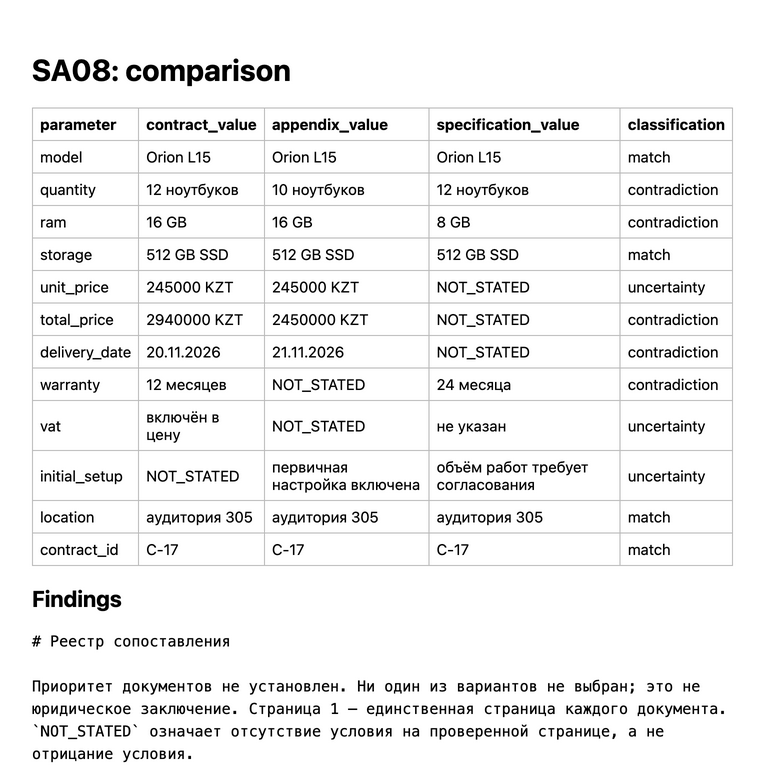 SA08: comparison
parameter contract_value appendix_value specification_value classification
model Orion L15 Orion L15 Orion L15 match
quantity 12 ноутбуков 10 ноутбуков 12 ноутбуков contradiction
ram 16 GB 16 GB 8 GB contradiction
storage 512 GB SSD 512 GB SSD 512 GB SSD match
unit_price 245000 KZT 245000 KZT NOT_STATED uncertainty
total_price 2940000 KZT 2450000 KZT NOT_STATED contradiction
delivery_date 20.11.2026 21.11.2026 NOT_STATED contradiction
warranty 12 месяцев NOT_STATED 24 месяца contradiction
vat включён в цену NOT_STATED не указан uncertainty
initial_setup NOT_STATED первичная настройка включена объём работ требует согласования uncertainty
location аудитория 305 аудитория 305 аудитория 305 match
contract_id C-17 C-17 C-17 match
Findings
# Реестр сопоставления
Приоритет документов не установлен. Ни один из вариантов не выбран; это не
юридическое заключение. Страница 1 — единственная страница каждого документа.
`NOT_STATED` означает отсутствие условия на проверенной странице, а не
отрицание условия.